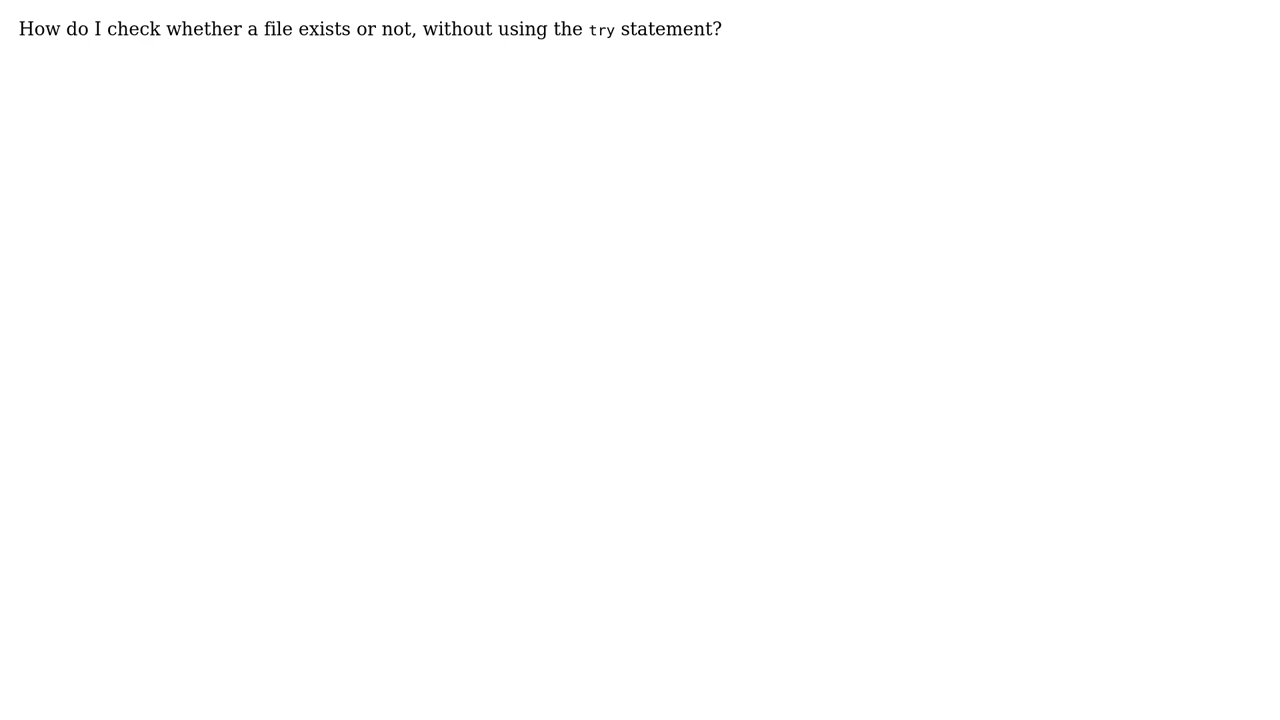 How do I check whether a file exists or not, without using the try statement?